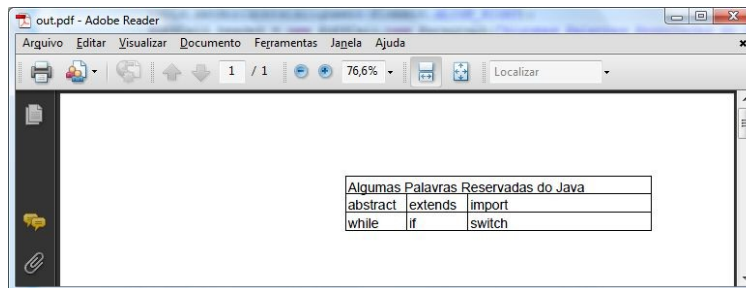 out.pdf - Adobe Reader
Arquivo Editar Visualizar Documento Ferramentas Janela Ajuda
1 / 1 76,6% Localizar
Algumas Palavras Reservadas do Java
abstract extends import
while if switch